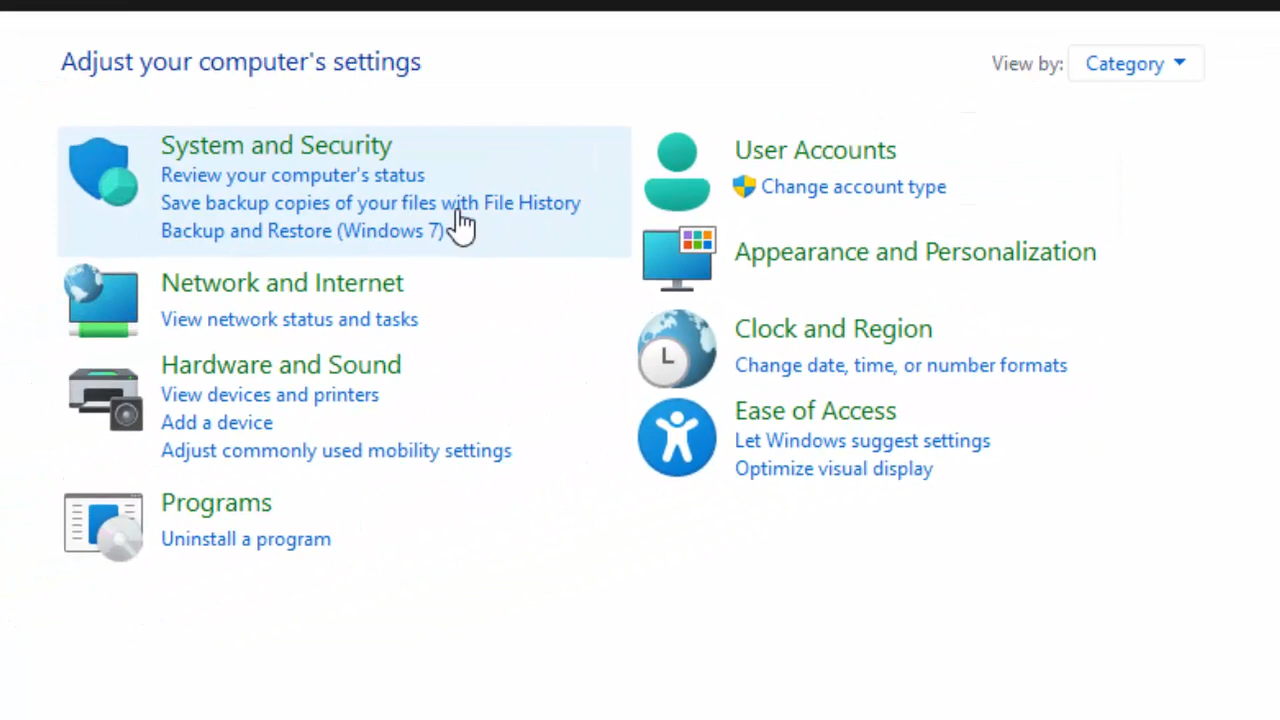 Adjust your computer's settings
View by: Category
System and Security
Review your computer's status
Save backup copies of your files with File History
Backup and Restore (Windows 7)
Network and Internet
View network status and tasks
Hardware and Sound
View devices and printers
Add a device
Adjust commonly used mobility settings
Programs
Uninstall a program
User Accounts
Change account type
Appearance and Personalization
Clock and Region
Change date, time, or number formats
Ease of Access
Let Windows suggest settings
Optimize visual display